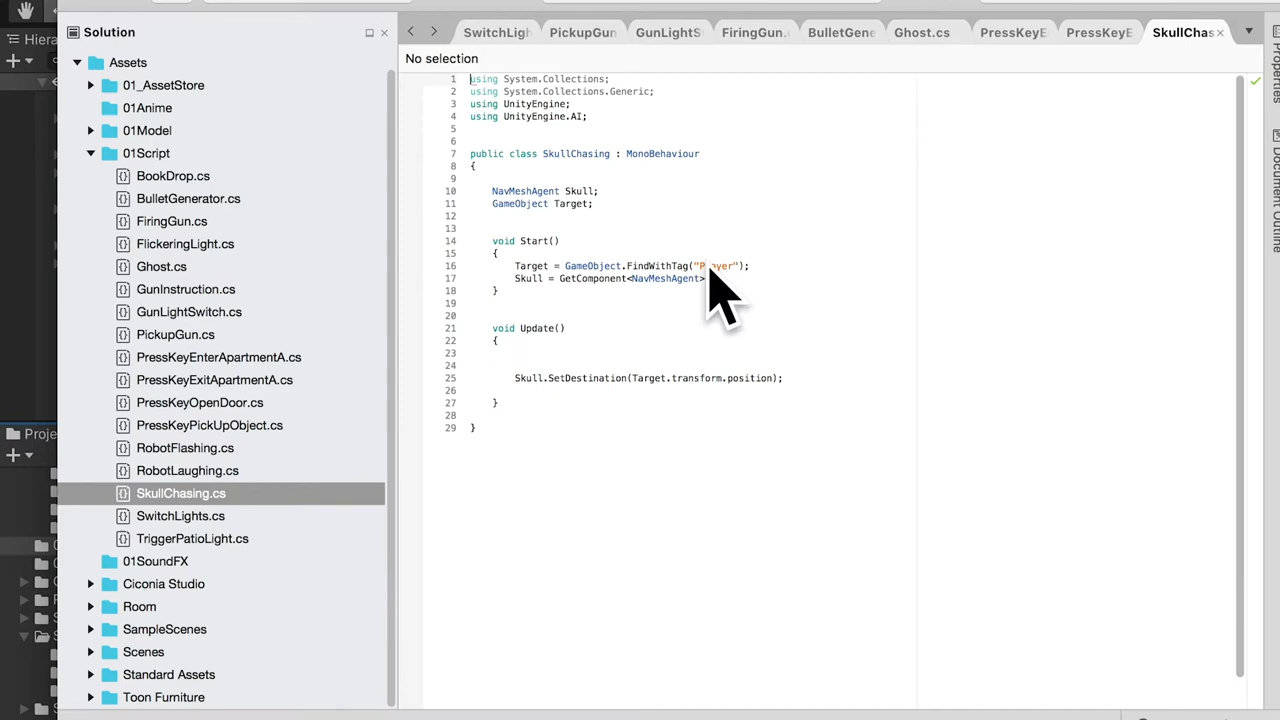 Hiera
Proje
Solution
Assets
01_AssetStore
01Anime
01Model
01Script
BookDrop.cs
BulletGenerator.cs
FiringGun.cs
FlickeringLight.cs
Ghost.cs
GunInstruction.cs
GunLightSwitch.cs
PickupGun.cs
PressKeyEnterApartmentA.cs
PressKeyExitApartmentA.cs
PressKeyOpenDoor.cs
PressKeyPickUpObject.cs
RobotFlashing.cs
RobotLaughing.cs
SkullChasing.cs
SwitchLights.cs
TriggerPatioLight.cs
01SoundFX
Ciconia Studio
Room
SampleScenes
Scenes
Standard Assets
Toon Furniture
SwitchLigh PickupGun GunLightS FiringGun. BulletGene Ghost.cs PressKeyE PressKeyE SkullChas
No selection
1 using System.Collections;
2 using System.Collections.Generic;
3 using UnityEngine;
4 using UnityEngine.AI;
5
6
7 public class SkullChasing : MonoBehaviour
8 {
9
10 NavMeshAgent Skull;
11 GameObject Target;
12
13
14 void Start()
15 {
16 Target = GameObject.FindWithTag("Player");
17 Skull = GetComponent<NavMeshAgent>
18 }
19
20
21 void Update()
22 {
23
24
25 Skull.SetDestination(Target.transform.position);
26
27 }
28
29 }
Properties
Document Outline